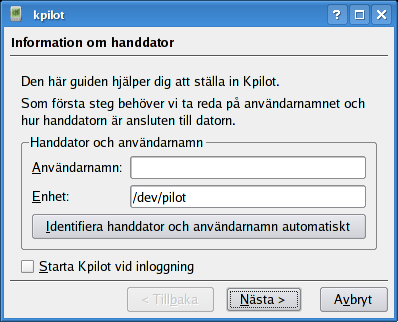 kpilot
Information om handdator
Den här guiden hjälper dig att ställa in Kpilot.
Som första steg behöver vi ta reda på användarnamnet och
hur handdatorn är ansluten till datorn.
Handdator och användarnamn
Användarnamn:
Enhet: /dev/pilot
Identifiera handdator och användarnamn automatiskt
Starta Kpilot vid inloggning
< Tillbaka Nästa > Avbryt